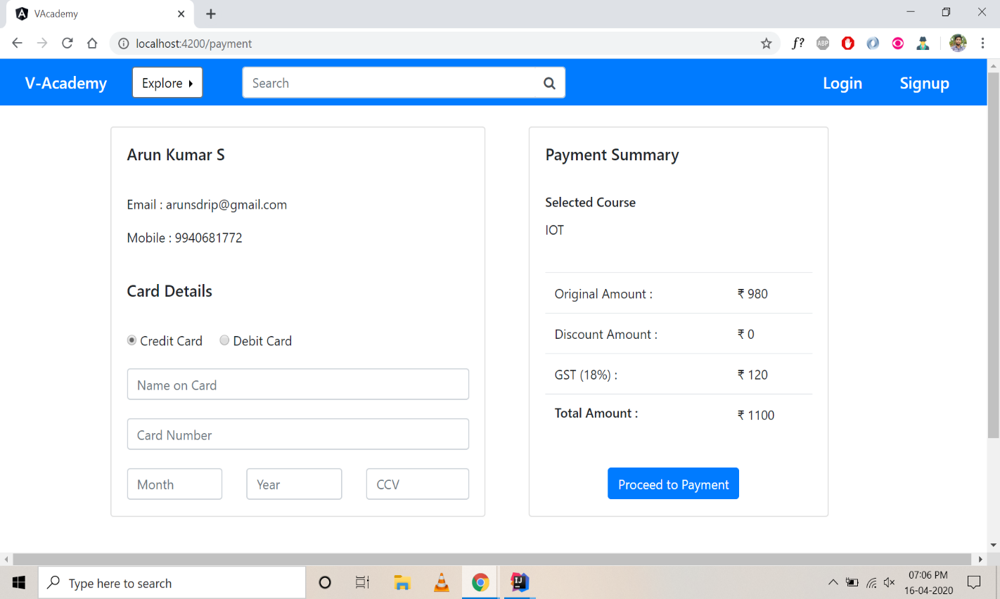 VAcademy
localhost:4200/payment
f?
ABP
V-Academy
Explore
Search
Login
Signup
Arun Kumar S
Email : arunsdrip@gmail.com
Mobile : 9940681772
Card Details
Credit Card
Debit Card
Name on Card
Card Number
Month
Year
CCV
Payment Summary
Selected Course
IOT
Original Amount : ₹ 980
Discount Amount : ₹ 0
GST (18%) : ₹ 120
Total Amount : ₹ 1100
Proceed to Payment
Type here to search
IJ
07:06 PM
16-04-2020